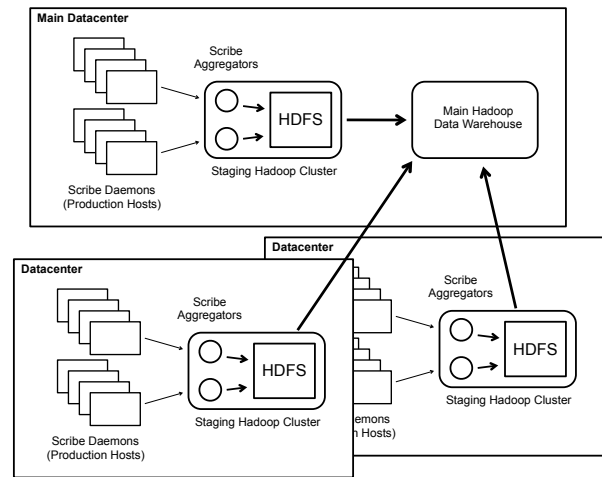 Main Datacenter
Scribe
Aggregators
HDFS
Main Hadoop
Data Warehouse
Staging Hadoop Cluster
Scribe Daemons
(Production Hosts)
Datacenter
Scribe
Aggregators
HDFS
Staging Hadoop Cluster
Scribe Daemons
(Production Hosts)
Datacenter
Scribe
Aggregators
HDFS
Staging Hadoop Cluster
Hosts)